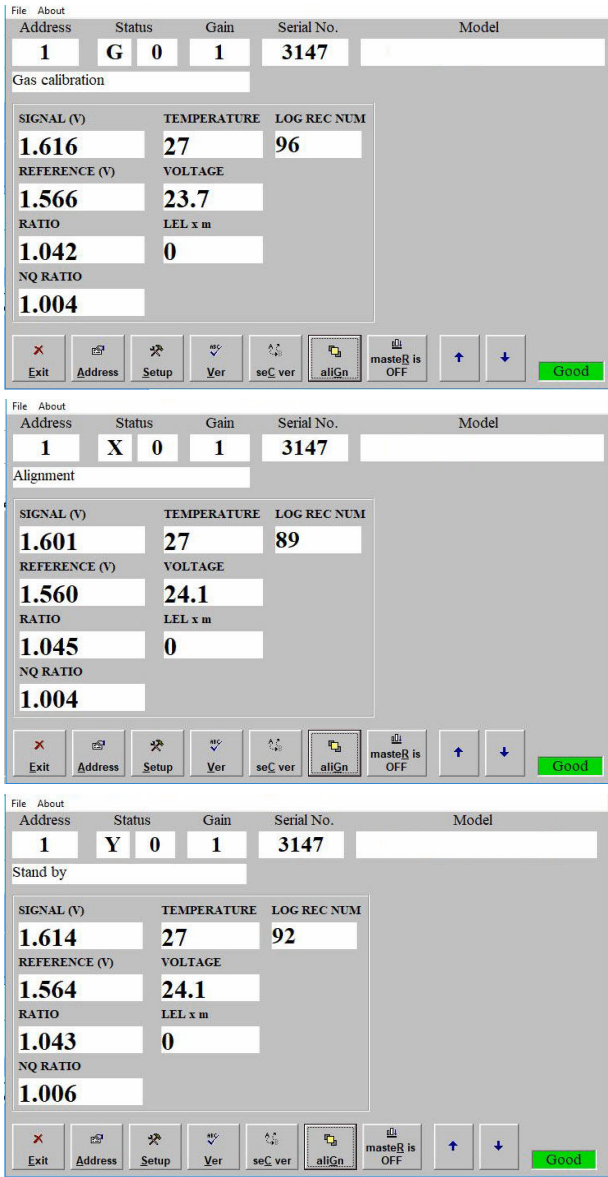 File About
Address Status Gain Serial No. Model
1 G 0 1 3147
Gas calibration
SIGNAL (V) TEMPERATURE LOG REC NUM
1.616 27 96
REFERENCE (V) VOLTAGE
1.566 23.7
RATIO LEL x m
1.042 0
NQ RATIO
1.004
Exit Address Setup Ver seC ver aliGn masteR is OFF Good
File About
Address Status Gain Serial No. Model
1 X 0 1 3147
Alignment
SIGNAL (V) TEMPERATURE LOG REC NUM
1.601 27 89
REFERENCE (V) VOLTAGE
1.560 24.1
RATIO LEL x m
1.045 0
NQ RATIO
1.004
Exit Address Setup Ver seC ver aliGn masteR is OFF Good
File About
Address Status Gain Serial No. Model
1 Y 0 1 3147
Stand by
SIGNAL (V) TEMPERATURE LOG REC NUM
1.614 27 92
REFERENCE (V) VOLTAGE
1.564 24.1
RATIO LEL x m
1.043 0
NQ RATIO
1.006
Exit Address Setup Ver seC ver aliGn masteR is OFF Good